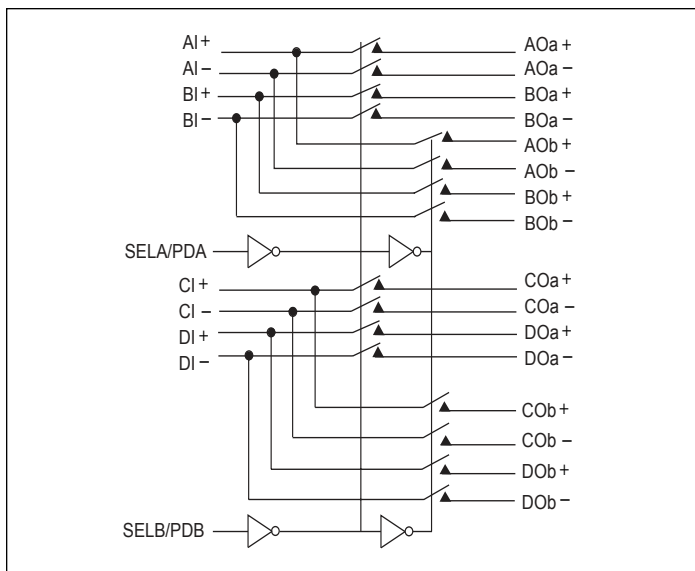 AI+ AOa+
AI− AOa−
BI+ BOa+
BI− BOa−
AOb+
AOb −
BOb+
BOb−
SELA/PDA
CI+ COa+
CI − COa−
DI+ DOa+
DI− DOa−
COb+
COb −
DOb+
DOb−
SELB/PDB